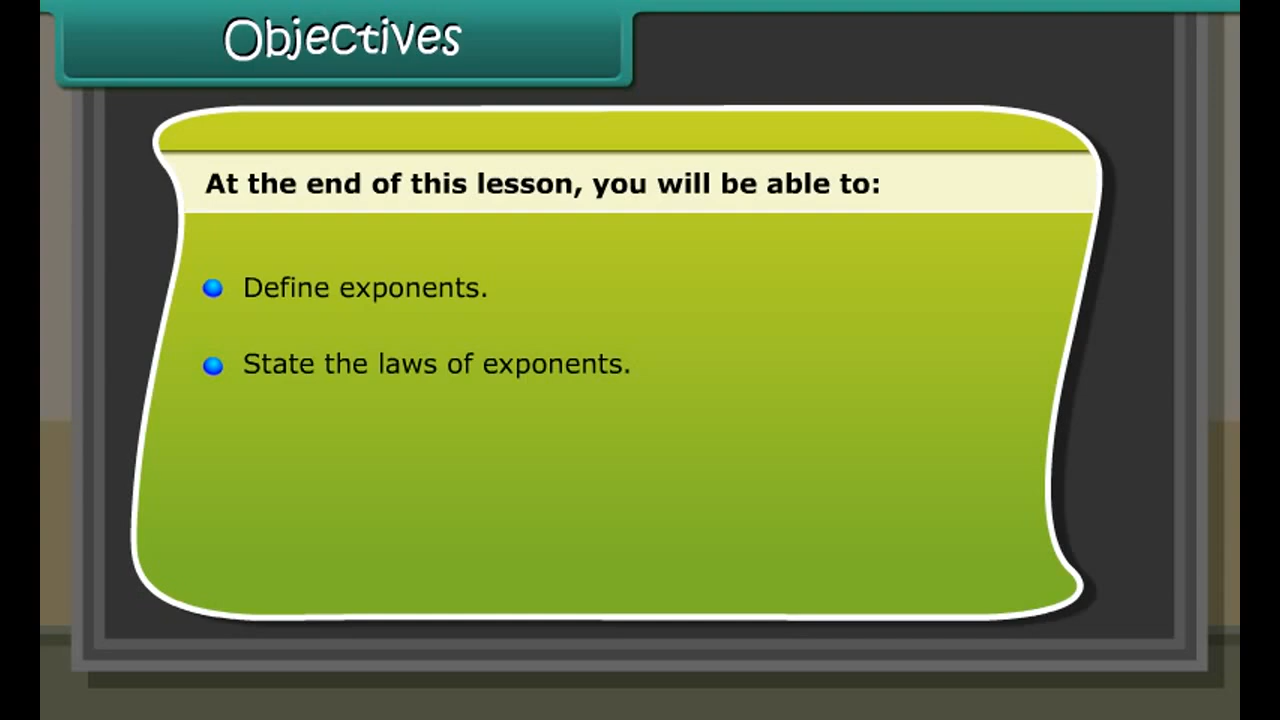 Objectives
At the end of this lesson, you will be able to:
Define exponents.
State the laws of exponents.